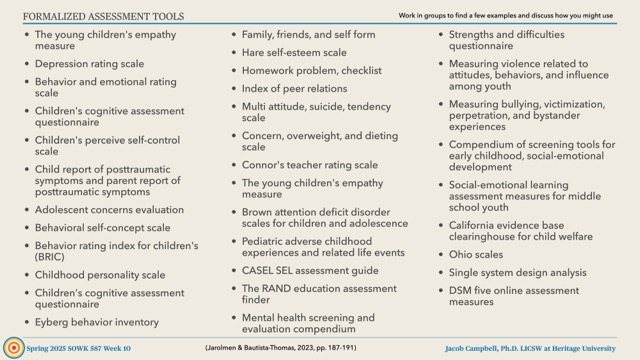 FORMALIZED ASSESSMENT TOOLS
Work in groups to find a few examples and discuss how you might use
• The young children's empathy
measure
• Depression rating scale
• Behavior and emotional rating
scale
• Children's cognitive assessment
questionnaire
• Children's perceive self-control
scale
• Child report of posttraumatic
symptoms and parent report of
posttraumatic symptoms
• Adolescent concerns evaluation
• Behavioral self-concept scale
• Behavior rating index for children's
(BRIC)
• Childhood personality scale
• Children's cognitive assessment
questionnaire
• Eyberg behavior inventory
• Family, friends, and self form
• Hare self-esteem scale
• Homework problem, checklist
• Index of peer relations
• Multi attitude, suicide, tendency
scale
• Concern, overweight, and dieting
scale
• Connor's teacher rating scale
• The young children's empathy
measure
• Brown attention deficit disorder
scales for children and adolescence
• Pediatric adverse childhood
experiences and related life events
• CASEL SEL assessment guide
• The RAND education assessment
finder
• Mental health screening and
evaluation compendium
• Strengths and difficulties
questionnaire
• Measuring violence related to
attitudes, behaviors, and influence
among youth
• Measuring bullying, victimization,
perpetration, and bystander
experiences
• Compendium of screening tools for
early childhood, social-emotional
development
• Social-emotional learning
assessment measures for middle
school youth
• California evidence base
clearinghouse for child welfare
• Ohio scales
• Single system design analysis
• DSM five online assessment
measures
Spring 2025 SOWK 587 Week 10
(Jarolmen & Bautista-Thomas, 2023, pp. 187-191)
Jacob Campbell, Ph.D. LICSW at Heritage University